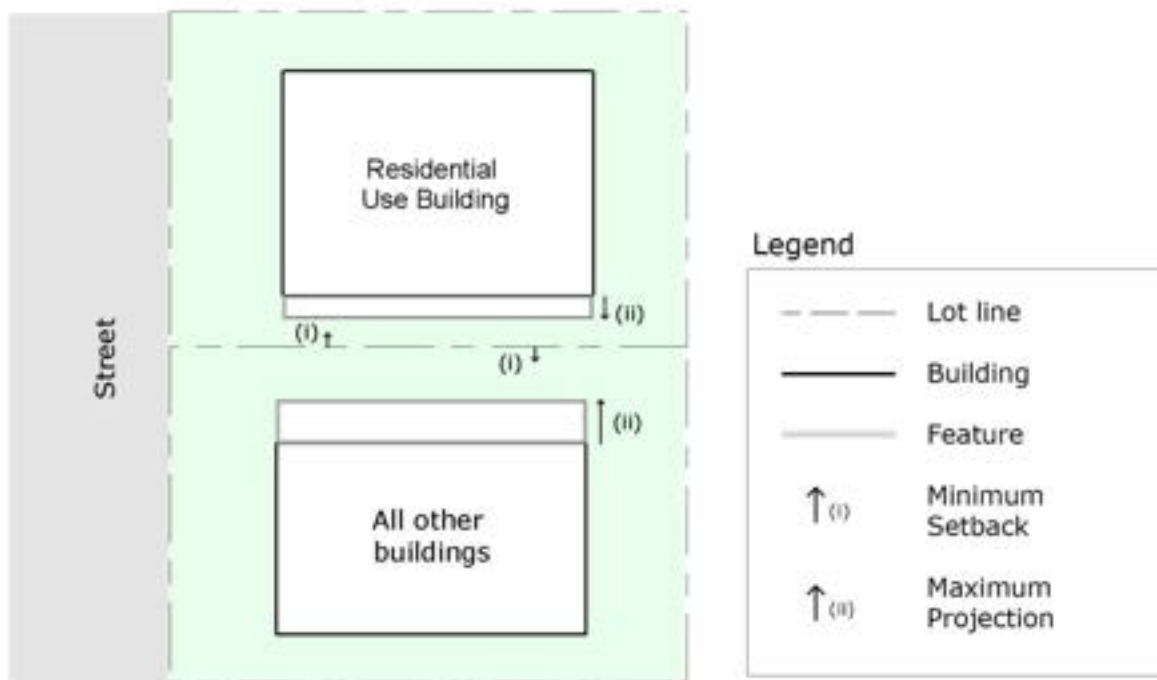 Residential
Use Building
(ii)
(i)
Street
(i)
(ii)
All other
buildings
Legend
Lot line
Building
Feature
(i)
Minimum
Setback
(ii)
Maximum
Projection